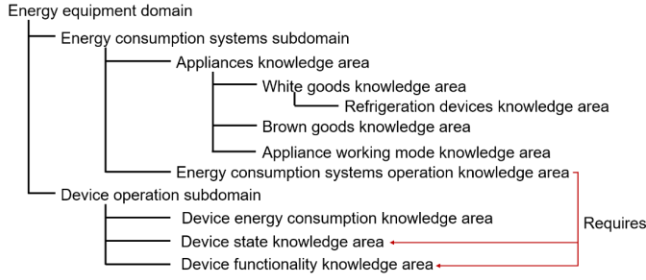 Energy equipment domain
Energy consumption systems subdomain
Appliances knowledge area
White goods knowledge area
Refrigeration devices knowledge area
Brown goods knowledge area
Appliance working mode knowledge area
Energy consumption systems operation knowledge area
Device operation subdomain
Device energy consumption knowledge area
Requires
Device state knowledge area
Device functionality knowledge area